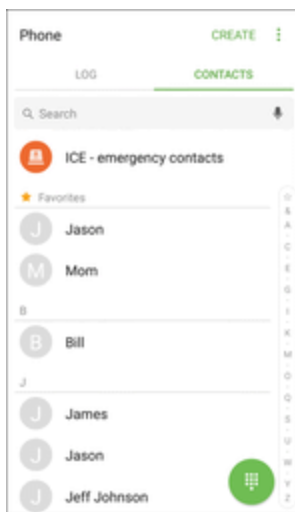 Phone
CREATE
LOG
CONTACTS
Search
ICE - emergency contacts
Favorites
J
Jason
M
Mom
B
B
Bill
J
J
James
J
Jason
J
Jeff Johnson
&
A
C
E
G
I
K
M
O
Q
S
U
W
Y
Z